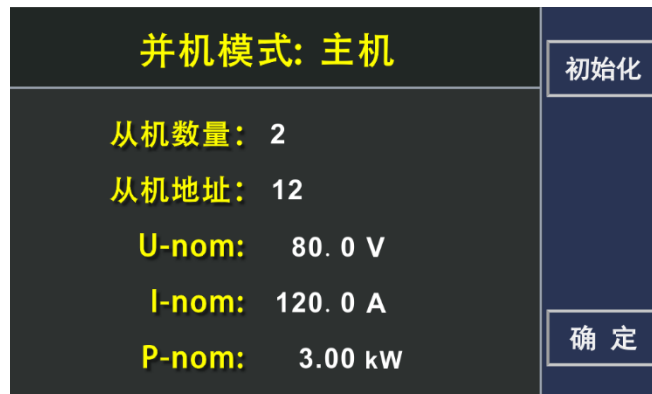 并机模式: 主机
初始化
从机数量: 2
从机地址: 12
U-nom: 80.0 V
I-nom: 120.0 A
P-nom: 3.00 kW
确 定